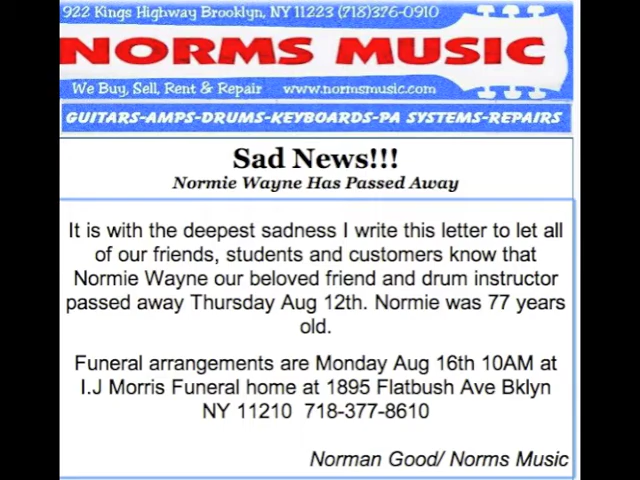 922 Kings Highway Brooklyn, NY 11223 (718)376-0910
NORMS MUSIC
We Buy, Sell, Rent & Repair www.normsmusic.com
GUITARS-AMPS-DRUMS-KEYBOARDS-PA SYSTEMS-REPAIRS
Sad News!!!
Normie Wayne Has Passed Away
It is with the deepest sadness I write this letter to let all
of our friends, students and customers know that
Normie Wayne our beloved friend and drum instructor
passed away Thursday Aug 12th. Normie was 77 years
old.
Funeral arrangements are Monday Aug 16th 10AM at
I.J Morris Funeral home at 1895 Flatbush Ave Bklyn
NY 11210 718-377-8610
Norman Good/ Norms Music